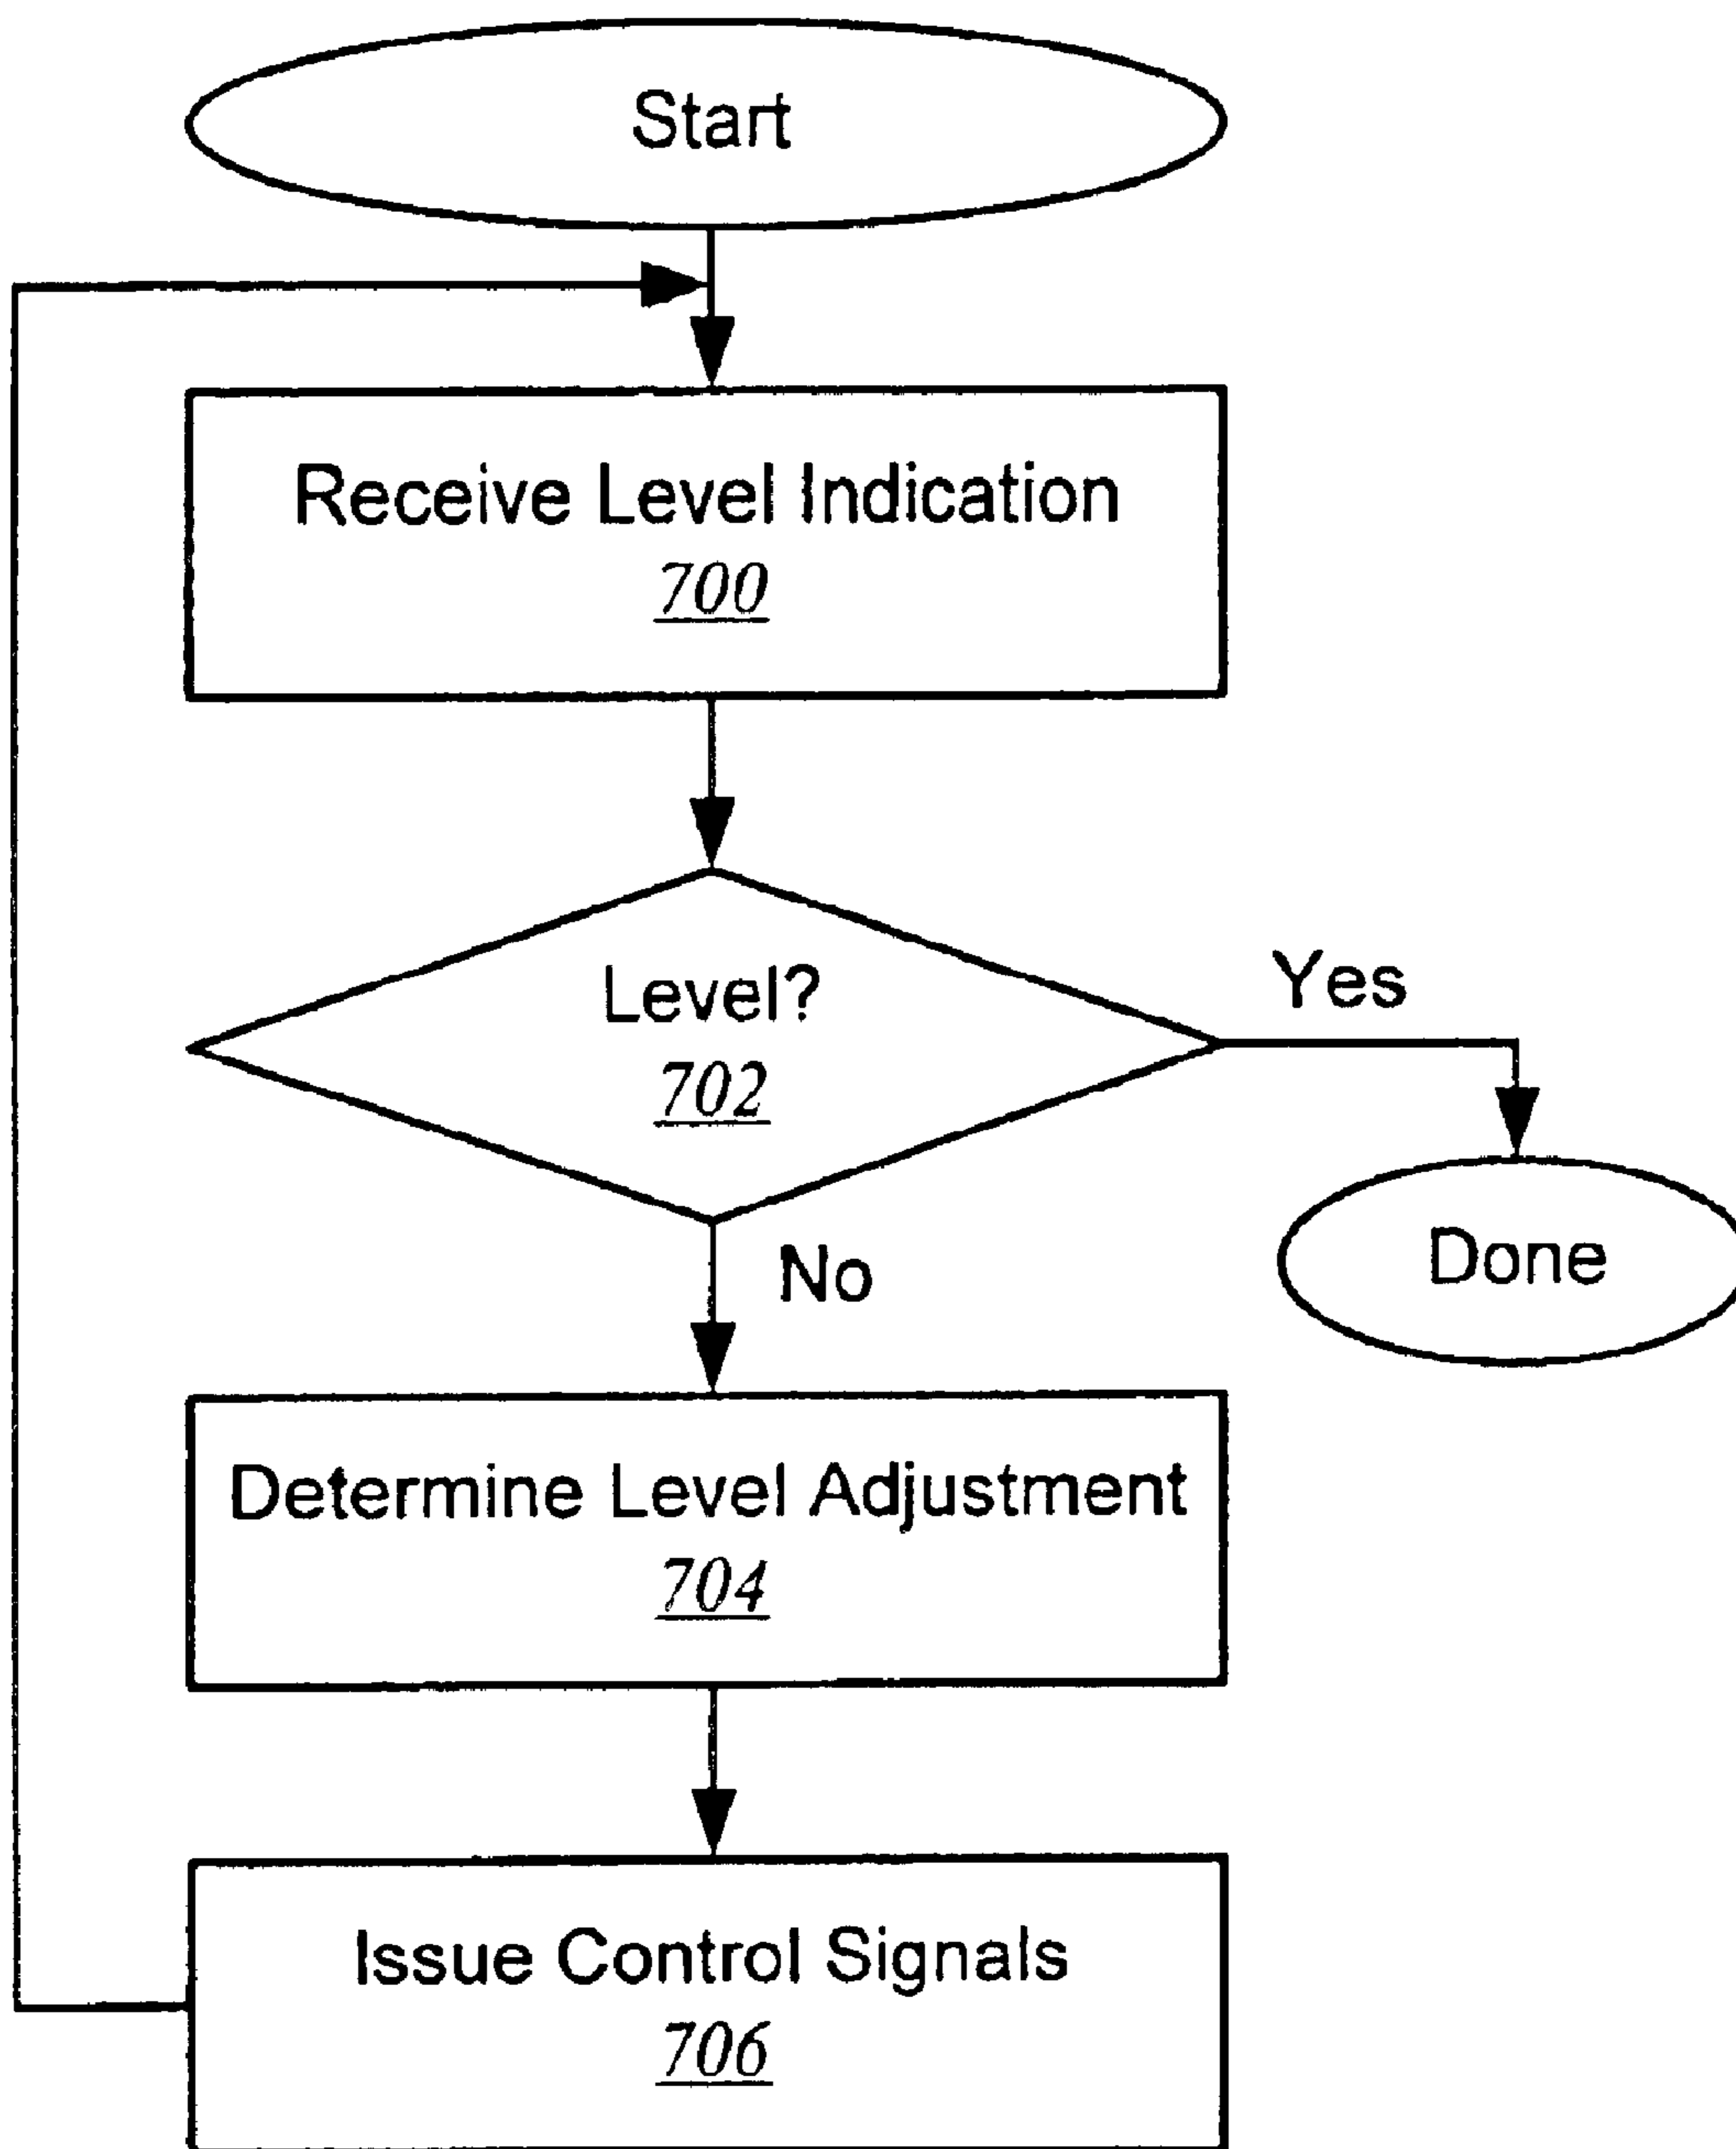 Start
Receive Level Indication
700
Level?
702
Yes
No
Done
Determine Level Adjustment
704
Issue Control Signals
706